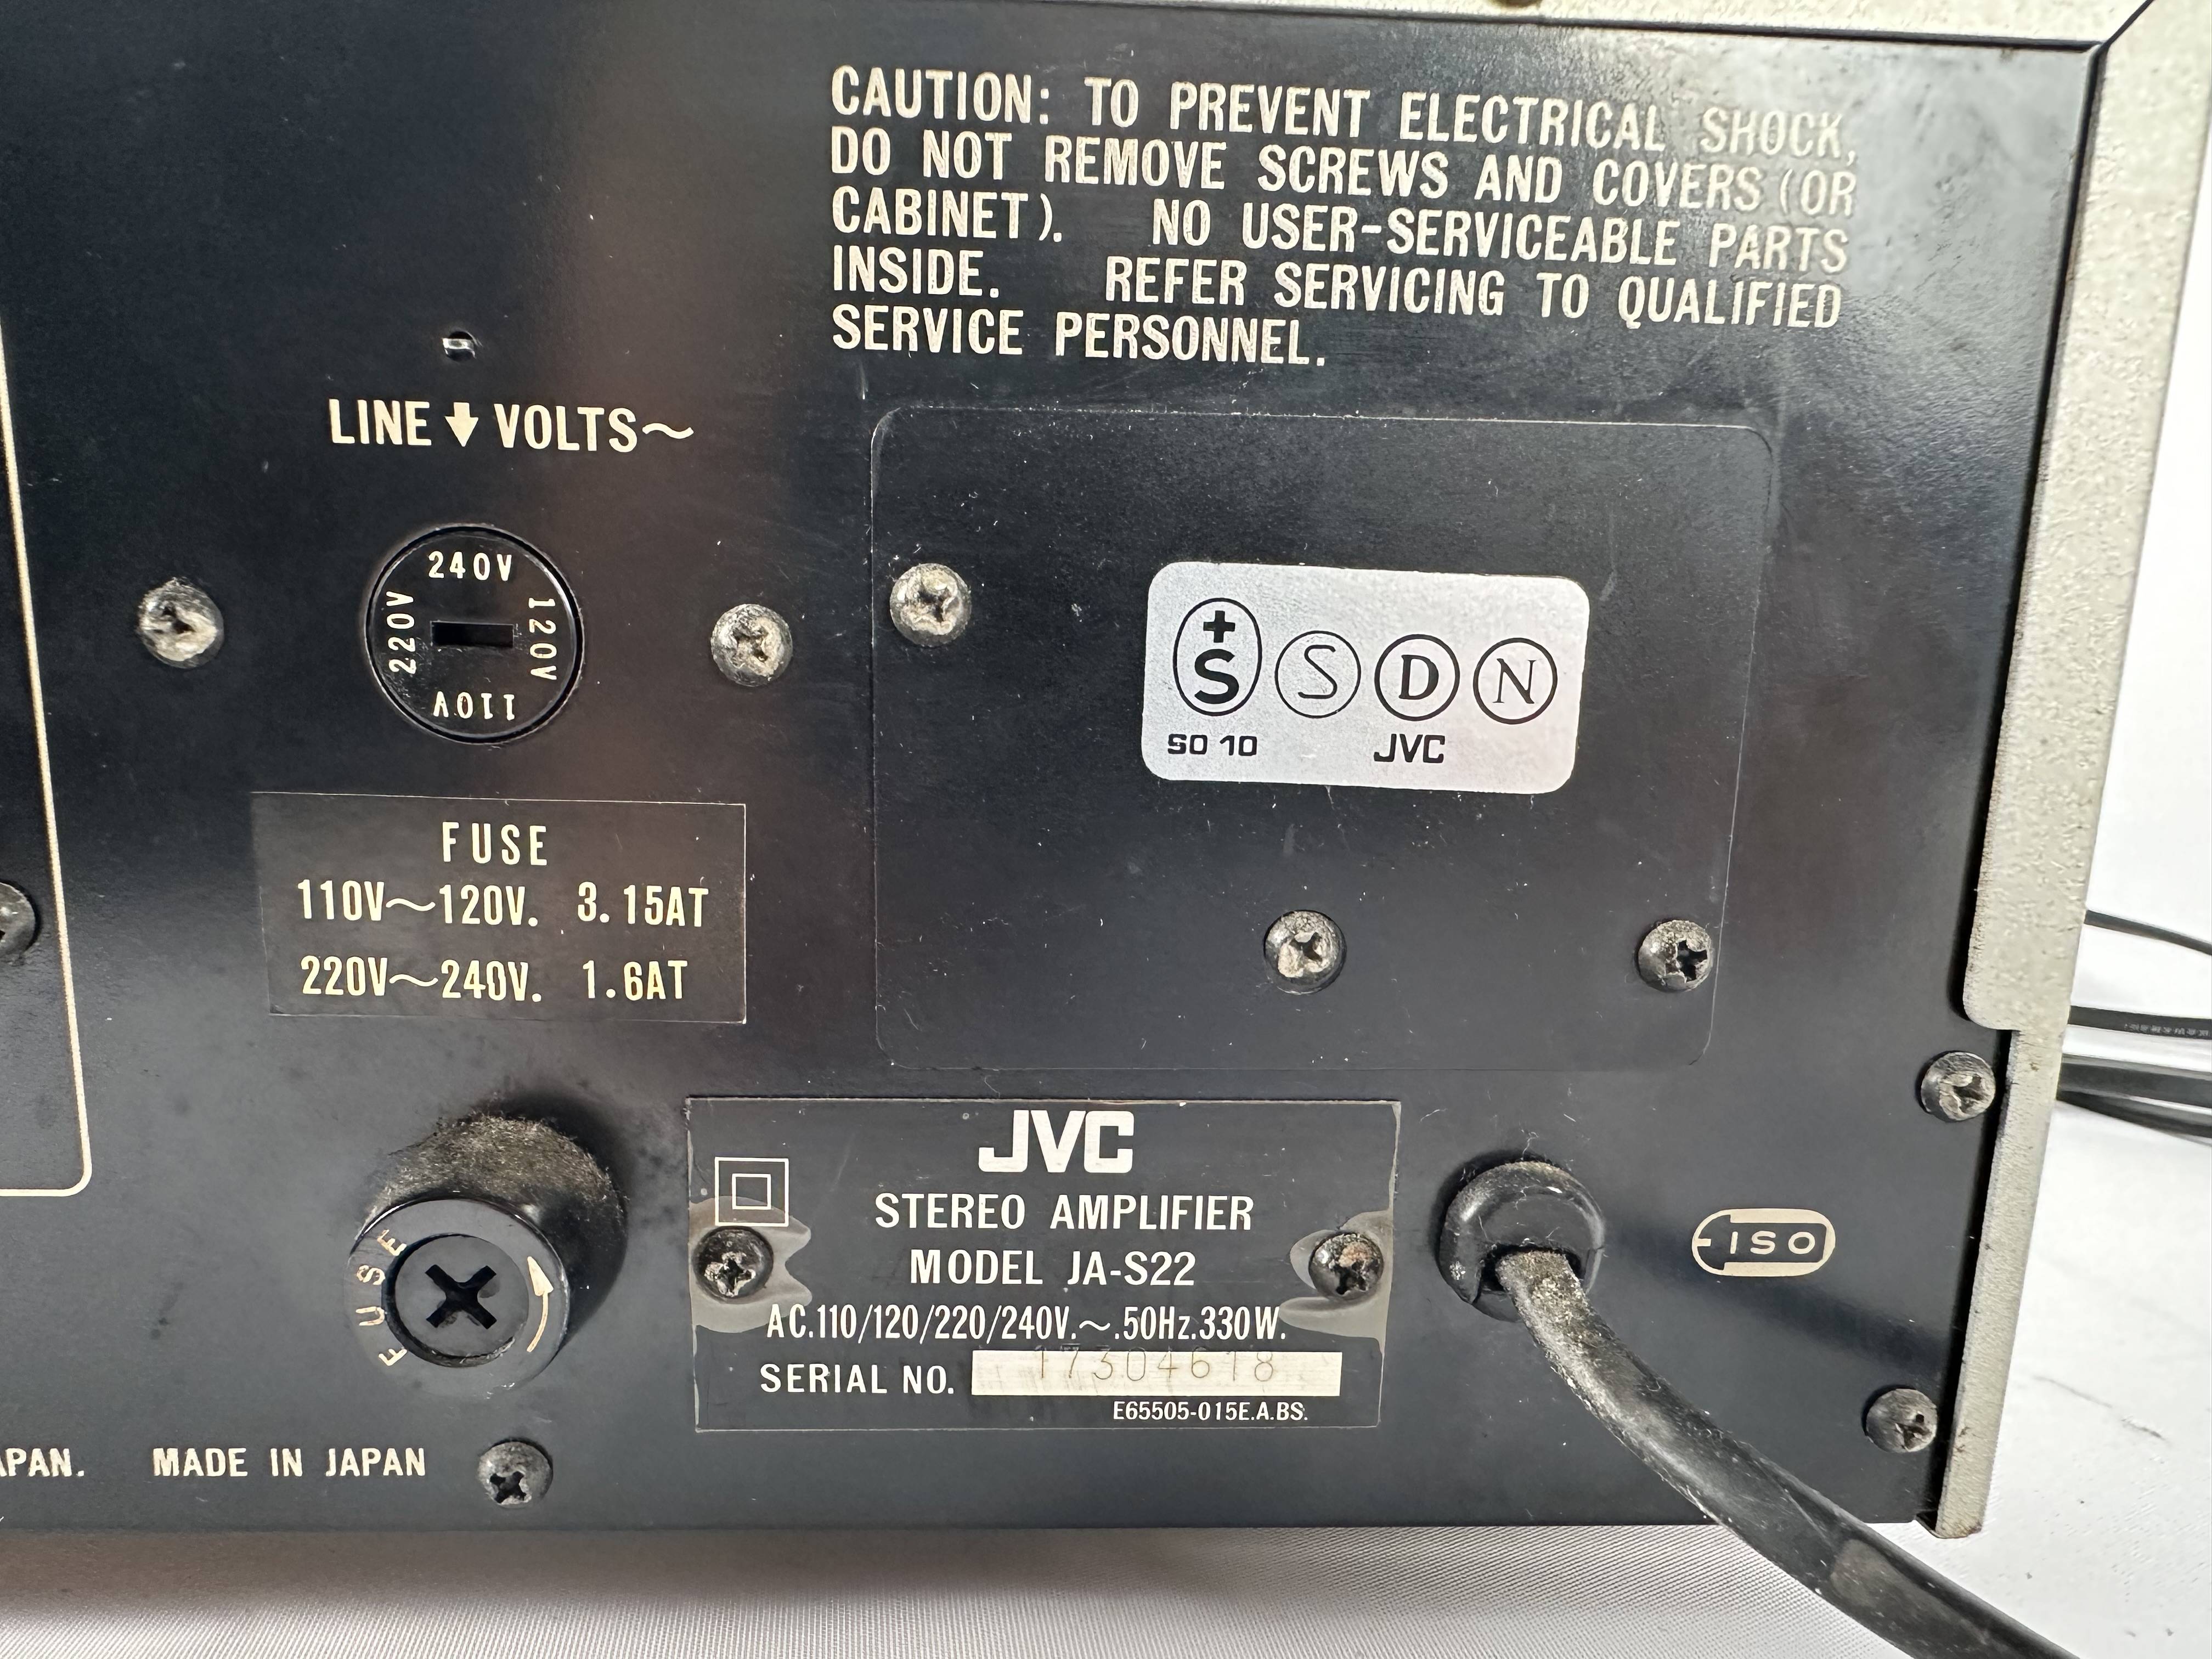 CAUTION: TO PREVENT ELECTRICAL SHOCK,
DO NOT REMOVE SCREWS AND COVERS (OR
CABINET). NO USER-SERVICEABLE PARTS
INSIDE. REFER SERVICING TO QUALIFIED
SERVICE PERSONNEL.
LINE VOLTS~
240V
120V
110V
220V
+
S S D N
SO 10 JVC
FUSE
110V~120V. 3.15AT
220V~240V. 1.6AT
FUSE
JVC
STEREO AMPLIFIER
MODEL JA-S22
AC.110/120/220/240V.~.50Hz.330W.
SERIAL NO. 17304618
E65505-015E.A.BS.
ISO
APAN. MADE IN JAPAN